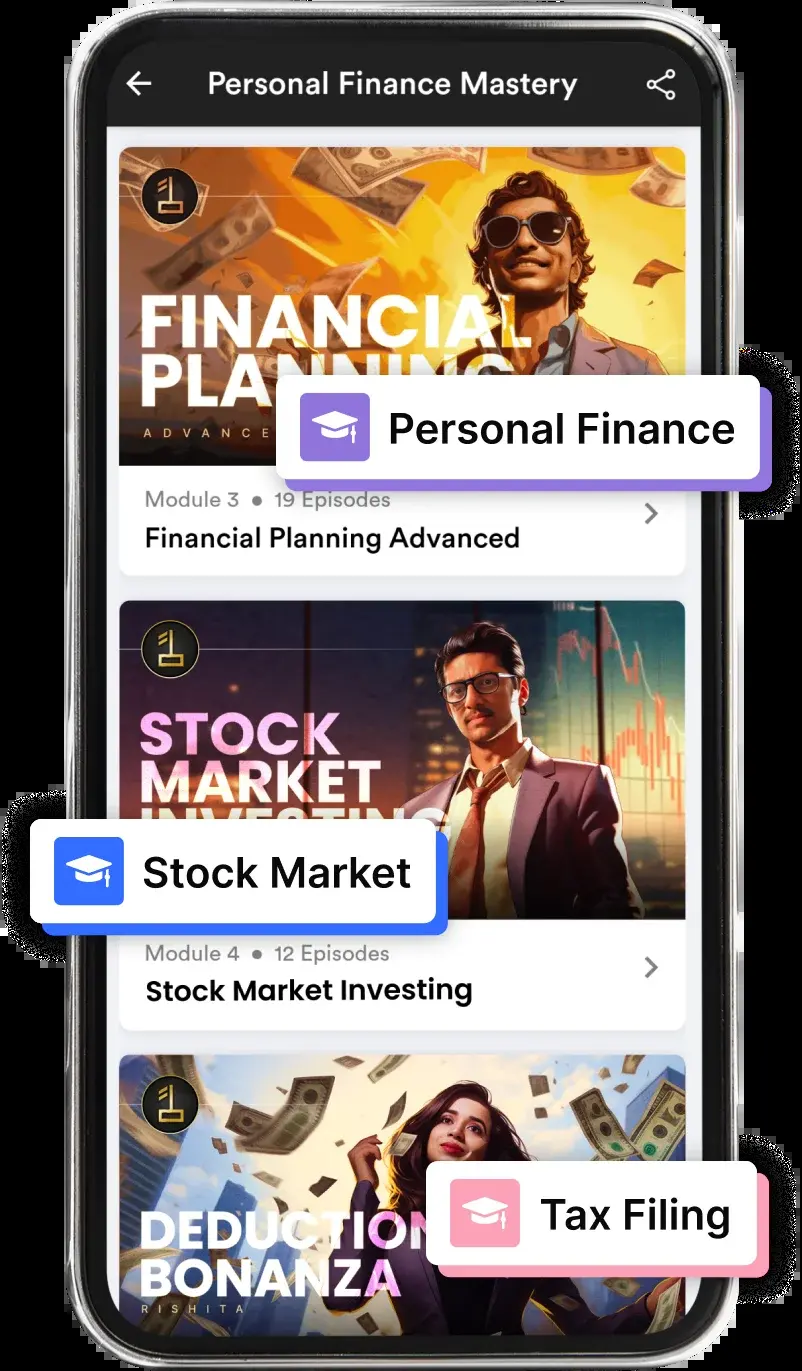 Personal Finance Mastery
FINANCIAL
PLANNING
ADVANCE
Personal Finance
Module 3 • 19 Episodes
Financial Planning Advanced
STOCK
MARKET
INVESTING
Stock Market
Module 4 • 12 Episodes
Stock Market Investing
DEDUCTION
BONANZA
RISHITA
Tax Filing